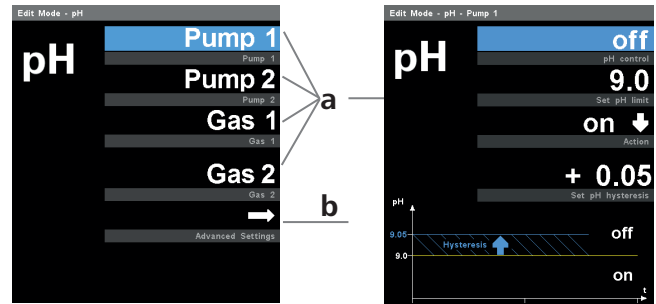 Edit Mode - pH
pH
Pump 1
Pump 1
Pump 2
Pump 2
Gas 1
Gas 1
Gas 2
Gas 2
Advanced Settings
a
b
Edit Mode - pH - Pump 1
pH
off
pH control
9.0
Set pH limit
on
Action
+ 0.05
Set pH hysteresis
pH
9.05
Hysteresis
off
9.0
on
t